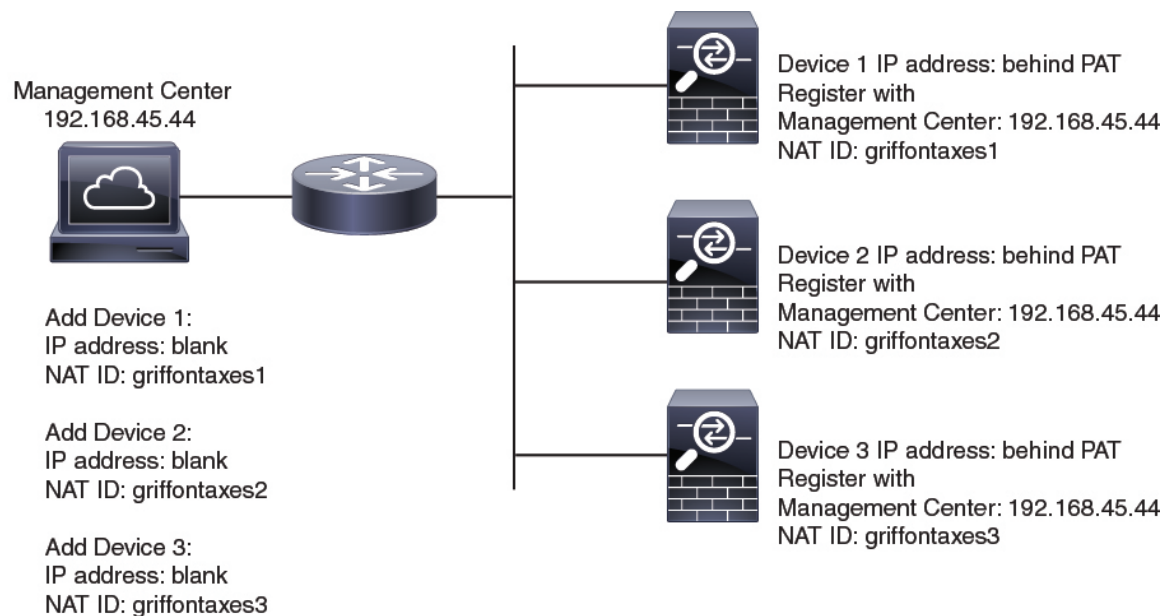 Management Center
192.168.45.44
Add Device 1:
IP address: blank
NAT ID: griffontaxes1
Add Device 2:
IP address: blank
NAT ID: griffontaxes2
Add Device 3:
IP address: blank
NAT ID: griffontaxes3
Device 1 IP address: behind PAT
Register with
Management Center: 192.168.45.44
NAT ID: griffontaxes1
Device 2 IP address: behind PAT
Register with
Management Center: 192.168.45.44
NAT ID: griffontaxes2
Device 3 IP address: behind PAT
Register with
Management Center: 192.168.45.44
NAT ID: griffontaxes3